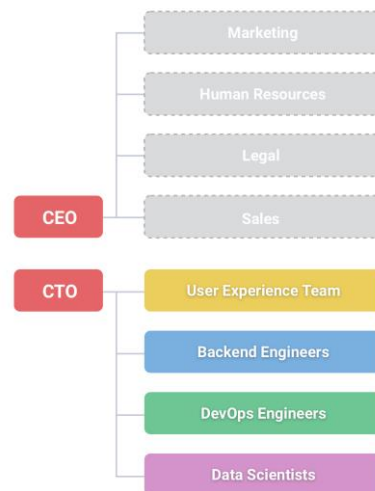 Marketing
Human Resources
Legal
CEO
Sales
CTO
User Experience Team
Backend Engineers
DevOps Engineers
Data Scientists